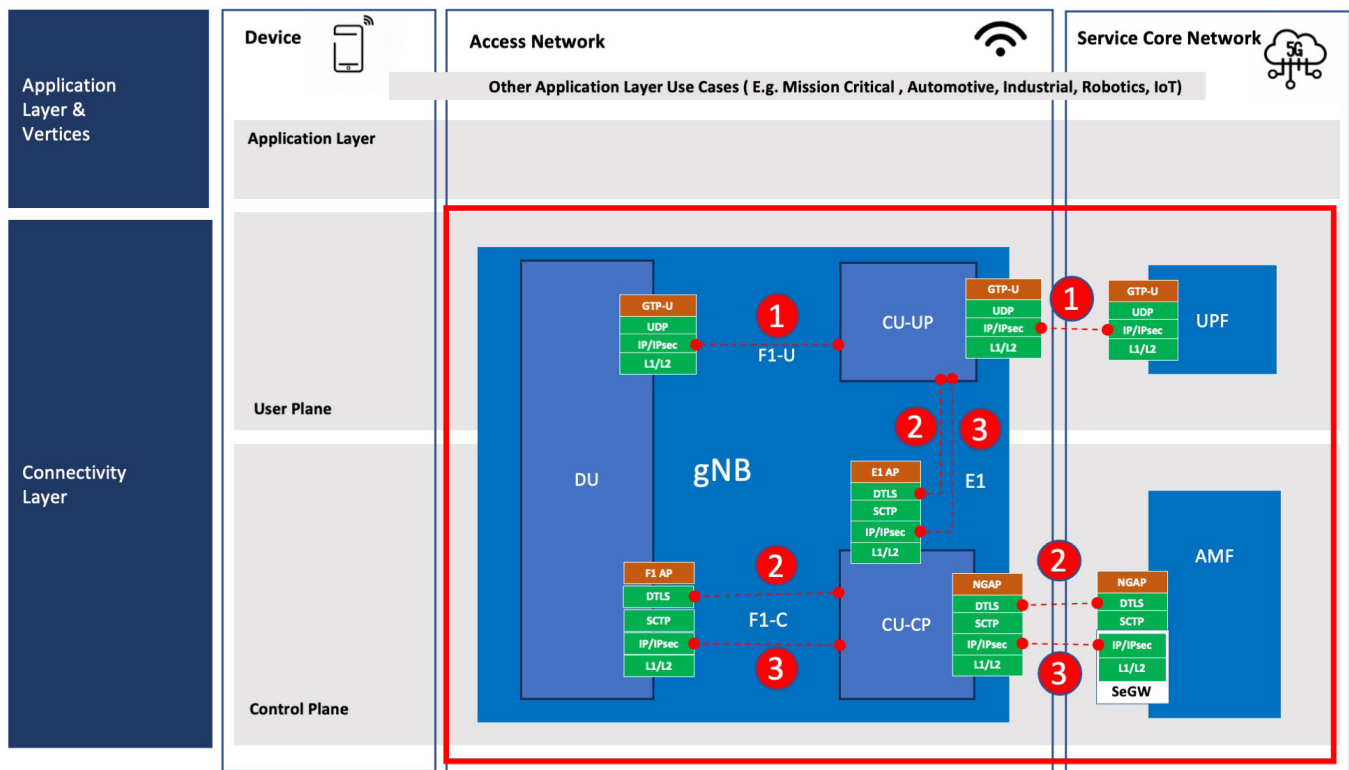 Application
Layer &
Vertices
Device
Access Network
Service Core Network
5G
Other Application Layer Use Cases ( E.g. Mission Critical , Automotive, Industrial, Robotics, IoT)
Application Layer
Connectivity
Layer
User Plane
Control Plane
gNB
DU
GTP-U
UDP
IP/IPsec
L1/L2
1
F1-U
CU-UP
GTP-U
UDP
IP/IPsec
L1/L2
1
GTP-U
UDP
IP/IPsec
L1/L2
UPF
2
3
E1 AP
DTLS
SCTP
IP/IPsec
L1/L2
E1
F1 AP
DTLS
SCTP
IP/IPsec
L1/L2
2
F1-C
3
CU-CP
NGAP
DTLS
SCTP
IP/IPsec
L1/L2
2
3
NGAP
DTLS
SCTP
IP/IPsec
L1/L2
SeGW
AMF